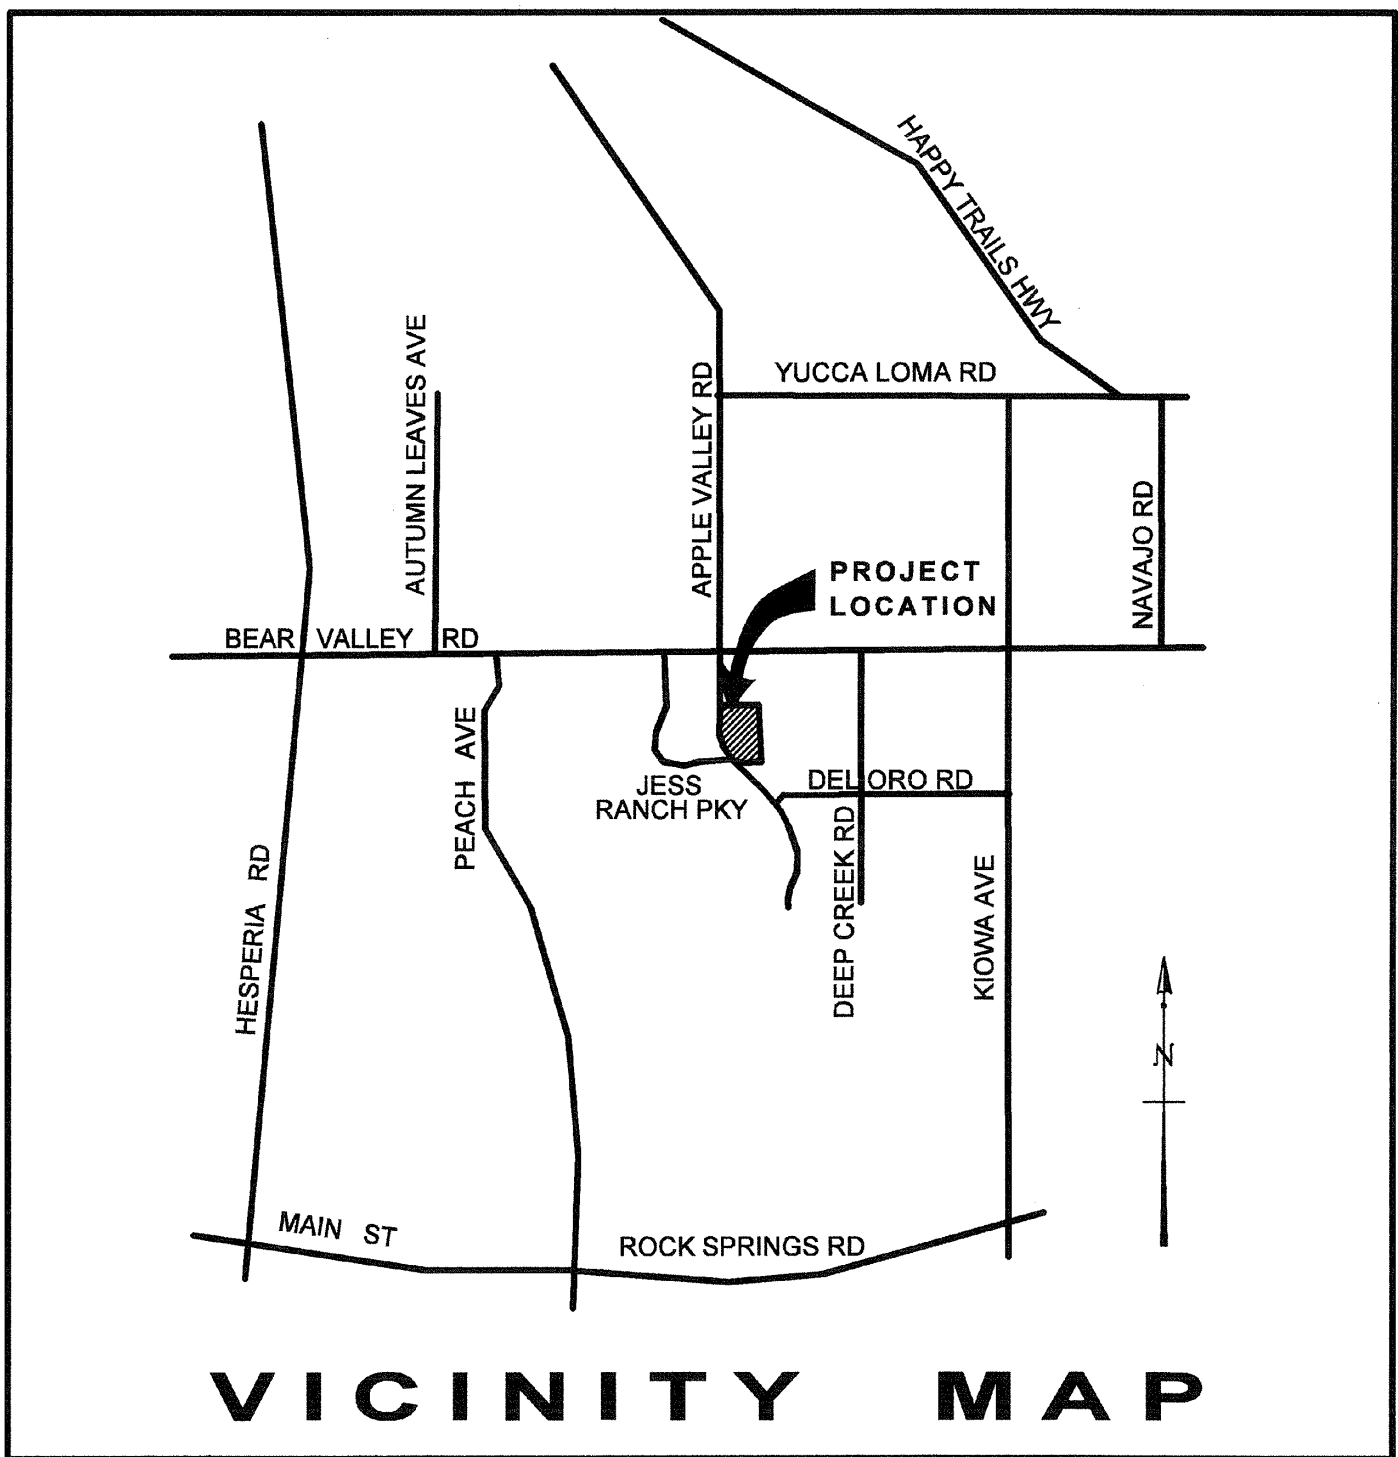 HAPPY TRAILS HWY
YUCCA LOMA RD
AUTUMN LEAVES AVE
APPLE VALLEY RD
NAVAJO RD
PROJECT
LOCATION
BEAR VALLEY RD
PEACH AVE
JESS
RANCH PKY
DEL ORO RD
HESPERIA RD
DEEP CREEK RD
KIOWA AVE
N
MAIN ST
ROCK SPRINGS RD
VICINITY MAP